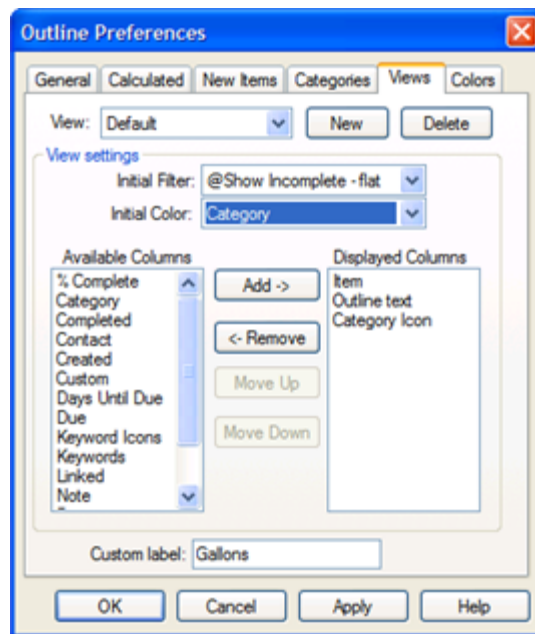 Outline Preferences
General Calculated New Items Categories Views Colors
View: Default New Delete
View settings
Initial Filter: @Show Incomplete - flat
Initial Color: Category
Available Columns
% Complete
Category
Completed
Contact
Created
Custom
Days Until Due
Due
Keyword Icons
Keywords
Linked
Note
Add ->
<- Remove
Move Up
Move Down
Displayed Columns
Item
Outline text
Category Icon
Custom label: Gallons
OK Cancel Apply Help